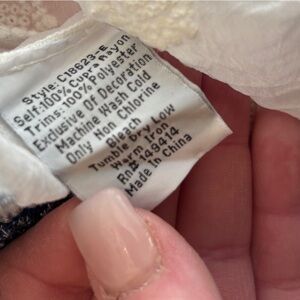 Style: C18623-E
Self: 100% Cupra Rayon
Trims: 100% Polyester
Exclusive Of Decoration
Machine Wash Cold
Only Non Chlorine
Bleach
Tumble Dry Low
Warm Iron
Rn# 149414
Made In China